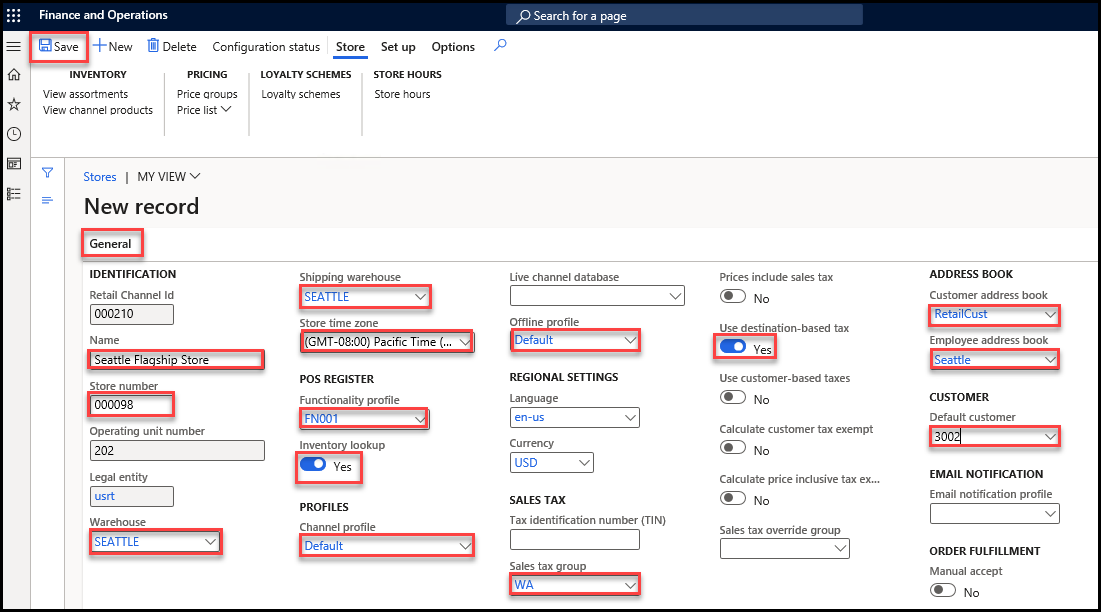 Finance and Operations
Search for a page
Save
New
Delete
Configuration status
Store
Set up
Options
INVENTORY
View assortments
View channel products
PRICING
Price groups
Price list
LOYALTY SCHEMES
Loyalty schemes
STORE HOURS
Store hours
Stores | MY VIEW
New record
General
IDENTIFICATION
Retail Channel Id
000210
Name
Seattle Flagship Store
Store number
000098
Operating unit number
202
Legal entity
usrt
Warehouse
SEATTLE
Shipping warehouse
SEATTLE
Store time zone
(GMT-08:00) Pacific Time (...
POS REGISTER
Functionality profile
FN001
Inventory lookup
Yes
PROFILES
Channel profile
Default
Live channel database
Offline profile
Default
REGIONAL SETTINGS
Language
en-us
Currency
USD
SALES TAX
Tax identification number (TIN)
Sales tax group
WA
Prices include sales tax
No
Use destination-based tax
Yes
Use customer-based taxes
No
Calculate customer tax exempt
No
Calculate price inclusive tax ex...
No
Sales tax override group
ADDRESS BOOK
Customer address book
RetailCust
Employee address book
Seattle
CUSTOMER
Default customer
3002
EMAIL NOTIFICATION
Email notification profile
ORDER FULFILLMENT
Manual accept
No